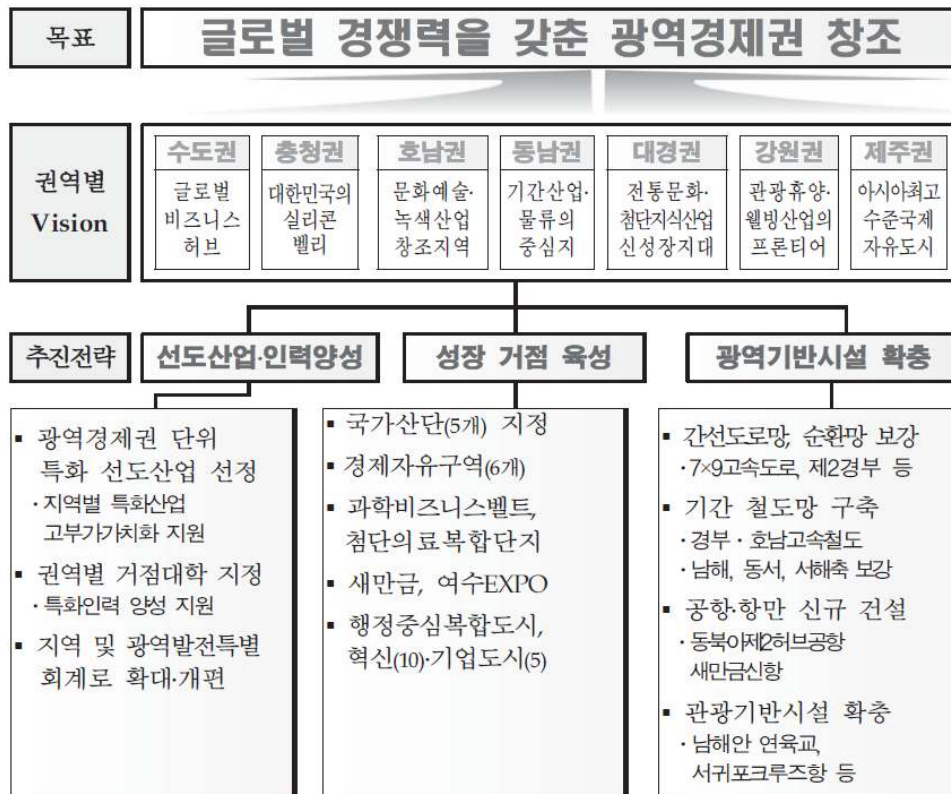 목표
글로벌 경쟁력을 갖춘 광역경제권 창조
권역별
Vision
수도권
글로벌
비즈니스
허브
충청권
대한민국의
실리콘
벨리
호남권
문화예술·
녹색산업
창조지역
동남권
기간산업·
물류의
중심지
대경권
전통문화·
첨단지식산업
신성장지대
강원권
관광휴양·
웰빙산업의
프론티어
제주권
아시아최고
수준국제
자유도시
추진전략
선도산업·인력양성
▪ 광역경제권 단위
특화 선도산업 선정
· 지역별 특화산업
고부가가치화 지원
▪ 권역별 거점대학 지정
· 특화인력 양성 지원
▪ 지역 및 광역발전특별
회계로 확대·개편
성장 거점 육성
▪ 국가산단(5개) 지정
▪ 경제자유구역(6개)
▪ 과학비즈니스벨트,
첨단의료복합단지
▪ 새만금, 여수EXPO
▪ 행정중심복합도시,
혁신(10)·기업도시(5)
광역기반시설 확충
▪ 간선도로망, 순환망 보강
· 7×9고속도로, 제2경부 등
▪ 기간 철도망 구축
· 경부 · 호남고속철도
· 남해, 동서, 서해축 보강
▪ 공항·항만 신규 건설
· 동북아제2허브공항
새만금신항
▪ 관광기반시설 확충
· 남해안 연육교,
서귀포크루즈항 등